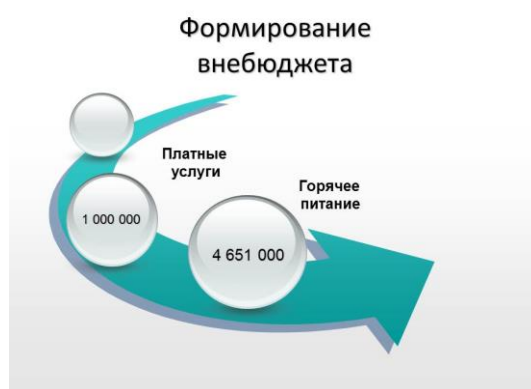 Формирование
внебюджета
Платные
услуги
1 000 000
Горячее
питание
4 651 000